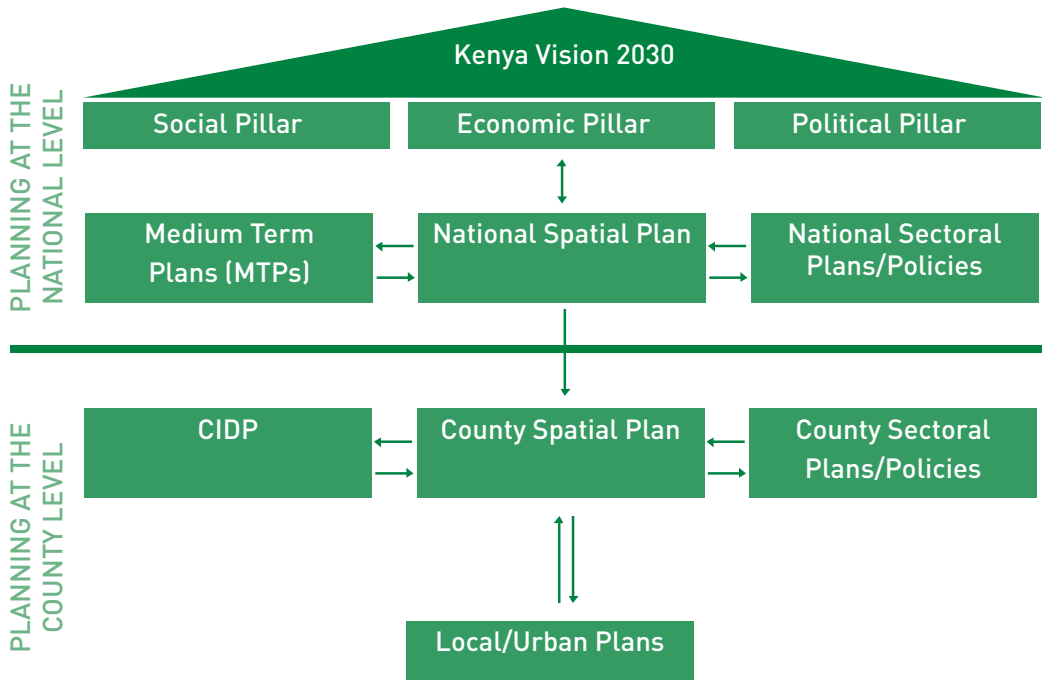 Kenya Vision 2030
PLANNING AT THE
NATIONAL LEVEL
Social Pillar
Economic Pillar
Political Pillar
Medium Term
Plans (MTPs)
National Spatial Plan
National Sectoral
Plans/Policies
PLANNING AT THE
COUNTY LEVEL
CIDP
County Spatial Plan
County Sectoral
Plans/Policies
Local/Urban Plans